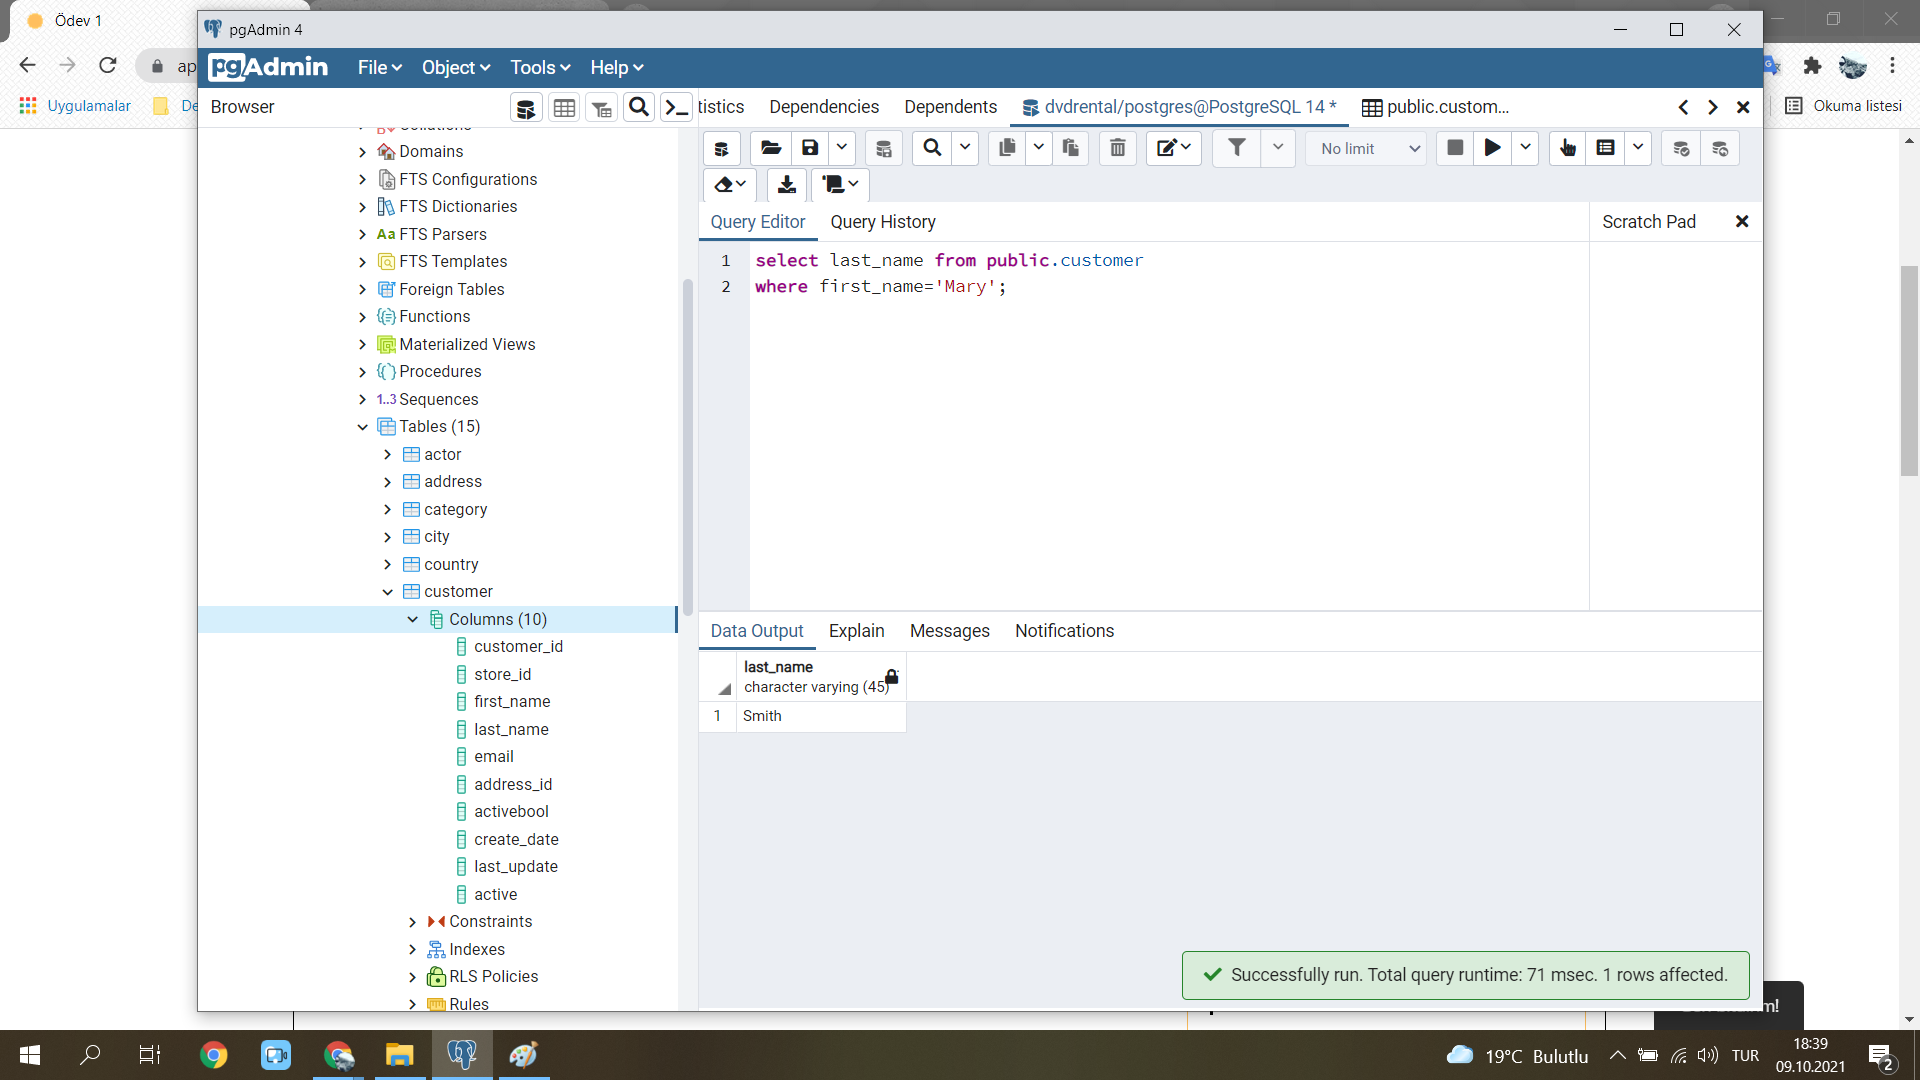 Ödev 1
pgAdmin 4
ap
pgAdmin
File
Object
Tools
Help
Uygulamalar
De
Okuma listesi
Browser
tistics
Dependencies
Dependents
dvdrental/postgres@PostgreSQL 14 *
public.custom...
No limit
Query Editor
Query History
Scratch Pad
1 select last_name from public.customer
2 where first_name='Mary';
Collations
Domains
FTS Configurations
FTS Dictionaries
Aa FTS Parsers
FTS Templates
Foreign Tables
Functions
Materialized Views
Procedures
1..3 Sequences
Tables (15)
actor
address
category
city
country
customer
Columns (10)
customer_id
store_id
first_name
last_name
email
address_id
activebool
create_date
last_update
active
Constraints
Indexes
RLS Policies
Rules
Data Output
Explain
Messages
Notifications
last_name
character varying (45)
1 Smith
Successfully run. Total query runtime: 71 msec. 1 rows affected.
m!
19°C Bulutlu
TUR
18:39
09.10.2021
2